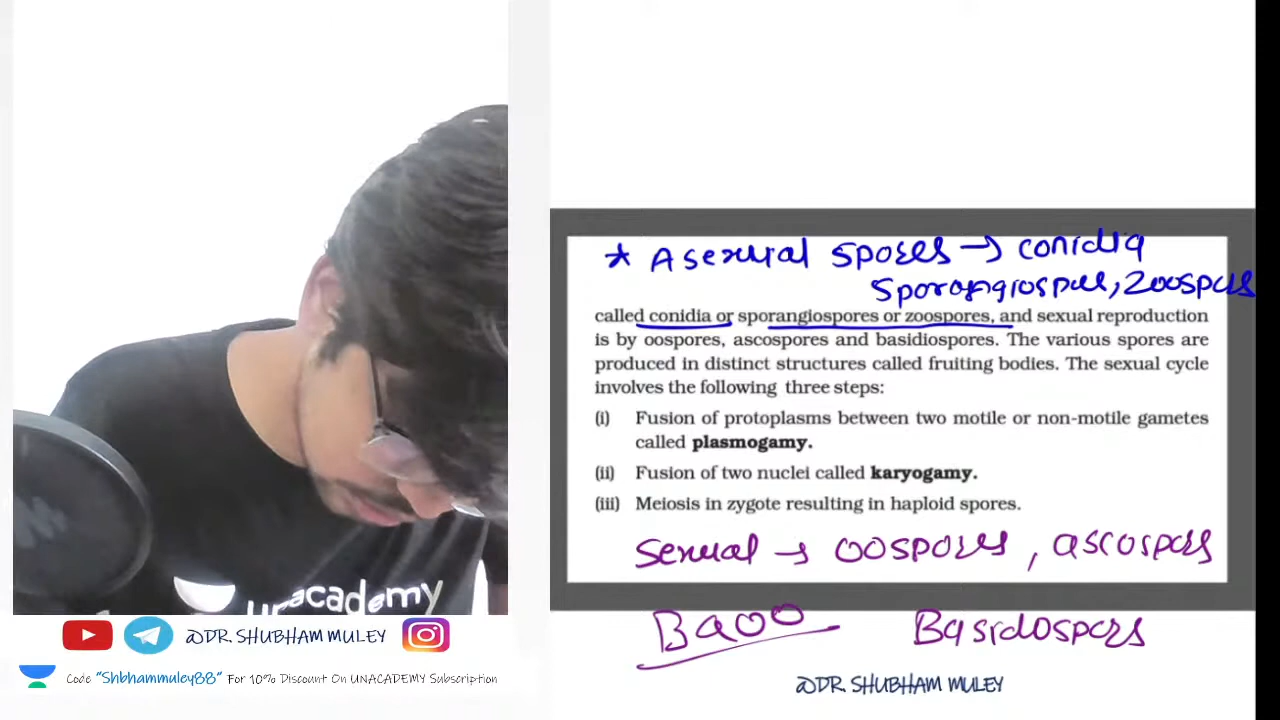 * Asexual Spores → conidia
Sporangiospores, Zoospores
called conidia or sporangiospores or zoospores, and sexual reproduction
is by oospores, ascospores and basidiospores. The various spores are
produced in distinct structures called fruiting bodies. The sexual cycle
involves the following three steps:
(i) Fusion of protoplasms between two motile or non-motile gametes
called plasmogamy.
(ii) Fusion of two nuclei called karyogamy.
(iii) Meiosis in zygote resulting in haploid spores.
Sexual → oospores, ascospores
Baoo Basidospores
@DR. SHUBHAM MULEY
unacademy
@DR. SHUBHAM MULEY
Code "Shbhammuley88" For 10% Discount On UNACADEMY Subscription